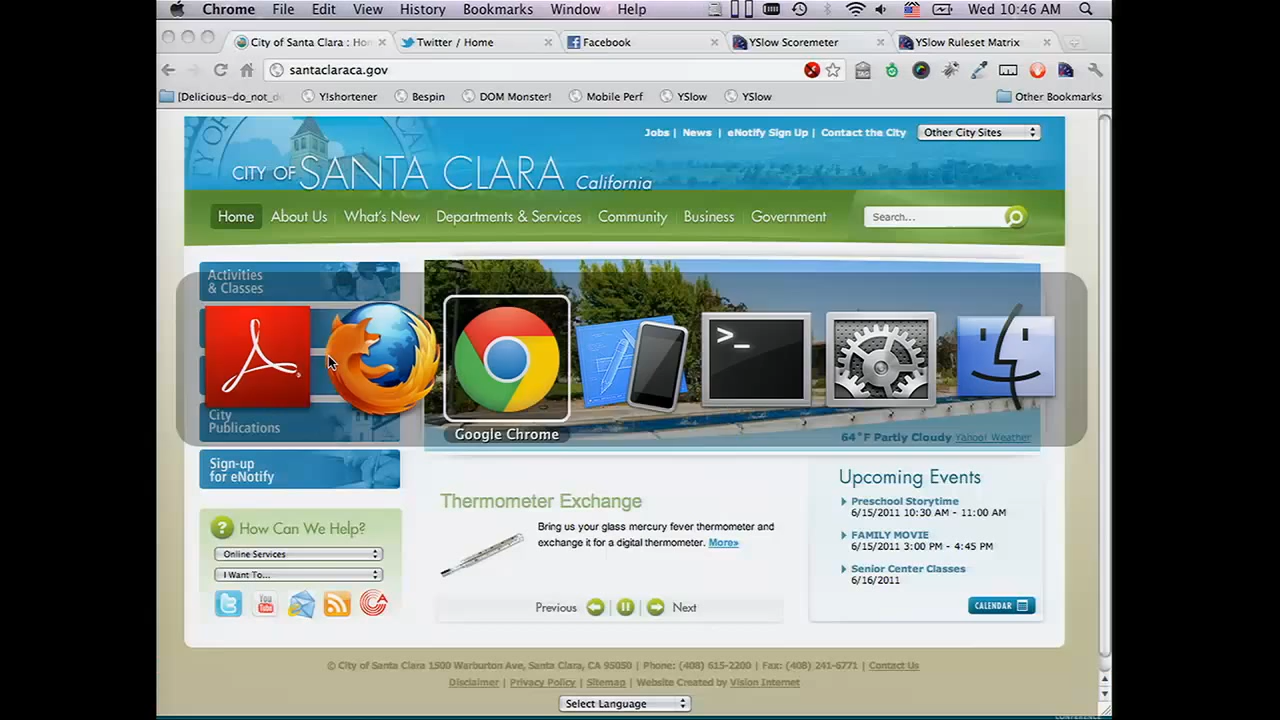 Chrome File Edit View History Bookmarks Window Help Wed 10:46 AM
City of Santa Clara : Hom Twitter / Home Facebook YSlow Scoremeter YSlow Ruleset Matrix
santaclaraca.gov
[Delicious-do_not_d Y!shortener Bespin DOM Monster! Mobile Perf YSlow YSlow Other Bookmarks
Jobs | News | eNotify Sign Up | Contact the City Other City Sites
CITY OF SANTA CLARA California
Home About Us What's New Departments & Services Community Business Government Search...
Activities
& Classes
>_
City
Publications
Google Chrome
64°F Partly Cloudy Yahoo! Weather
Sign-up
for eNotify
Thermometer Exchange
Bring us your glass mercury fever thermometer and
exchange it for a digital thermometer. More»
Previous Next
Upcoming Events
Preschool Storytime
6/15/2011 10:30 AM - 11:00 AM
FAMILY MOVIE
6/15/2011 3:00 PM - 4:45 PM
Senior Center Classes
6/16/2011
CALENDAR
? How Can We Help?
Online Services
I Want To...
You Tube
© City of Santa Clara 1500 Warburton Ave, Santa Clara, CA 95050 | Phone: (408) 615-2200 | Fax: (408) 241-6771 | Contact Us
Disclaimer | Privacy Policy | Sitemap | Website Created by Vision Internet
Select Language